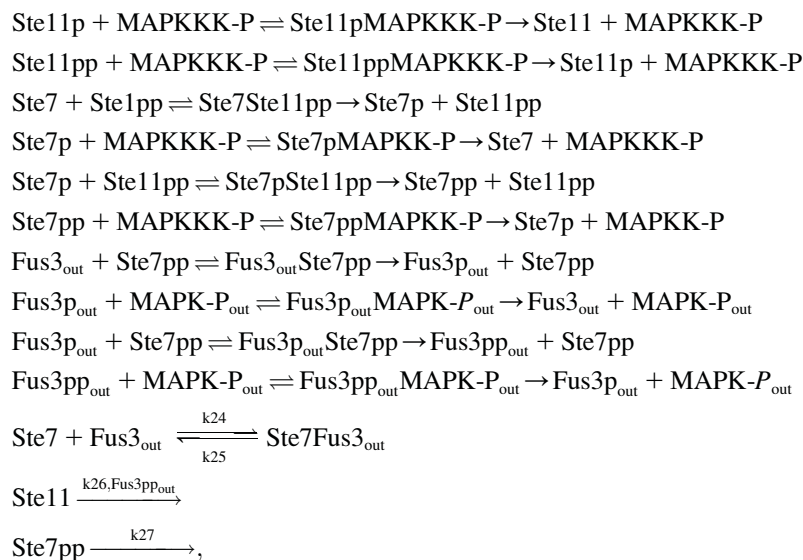 Ste11p + MAPKKK-P ⇌ Ste11pMAPKKK-P → Ste11 + MAPKKK-P
Ste11pp + MAPKKK-P ⇌ Ste11ppMAPKKK-P → Ste11p + MAPKKK-P
Ste7 + Ste1pp ⇌ Ste7Ste11pp → Ste7p + Ste11pp
Ste7p + MAPKKK-P ⇌ Ste7pMAPKK-P → Ste7 + MAPKKK-P
Ste7p + Ste11pp ⇌ Ste7pSte11pp → Ste7pp + Ste11pp
Ste7pp + MAPKKK-P ⇌ Ste7ppMAPKK-P → Ste7p + MAPKK-P
Fus3out + Ste7pp ⇌ Fus3outSte7pp → Fus3pout + Ste7pp
Fus3pout + MAPK-Pout ⇌ Fus3poutMAPK-Pout → Fus3out + MAPK-Pout
Fus3pout + Ste7pp ⇌ Fus3poutSte7pp → Fus3ppout + Ste7pp
Fus3ppout + MAPK-Pout ⇌ Fus3ppoutMAPK-Pout → Fus3pout + MAPK-Pout
k24
Ste7 + Fus3out ⇌ Ste7Fus3out
k25
k26,Fus3ppout
Ste11 →
k27
Ste7pp →,